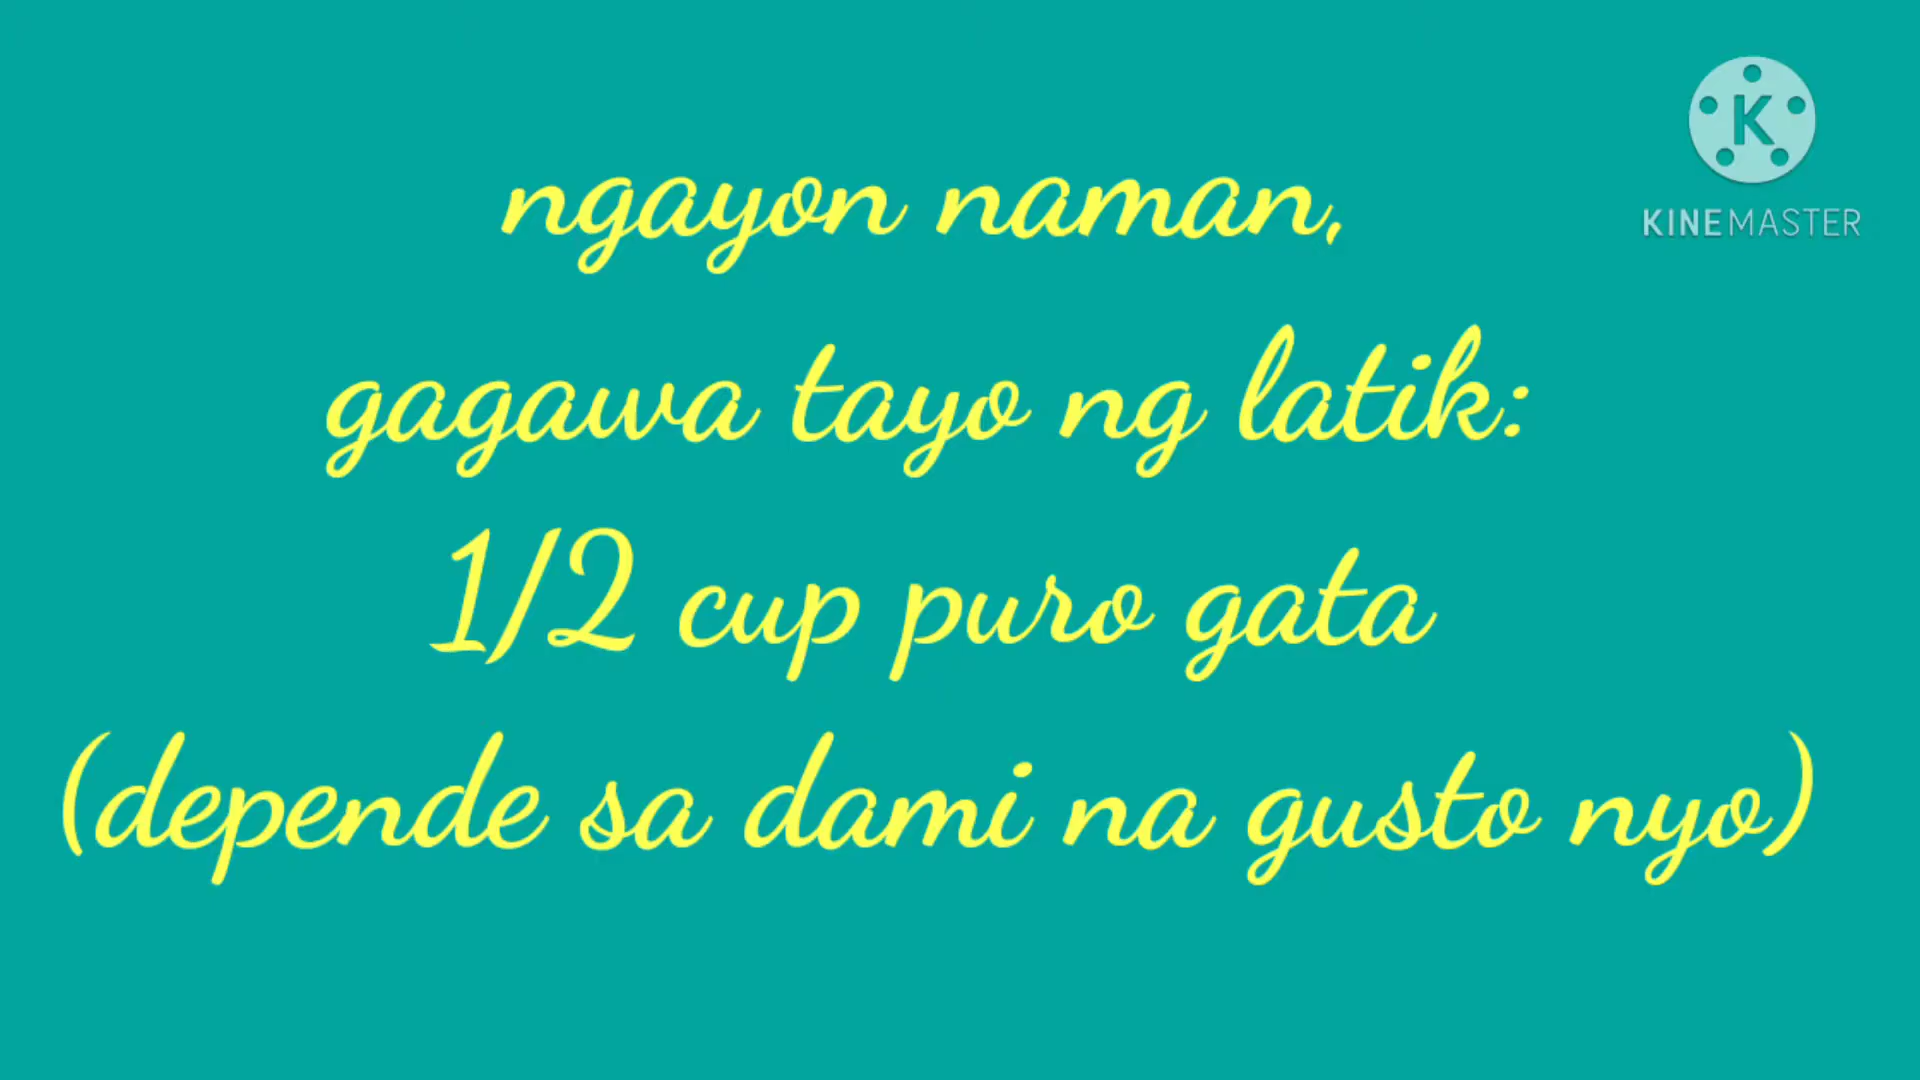 K
KINEMASTER
ngayon naman,
gagawa tayo ng latik:
1/2 cup puro gata
(depende sa dami na gusto nyo)